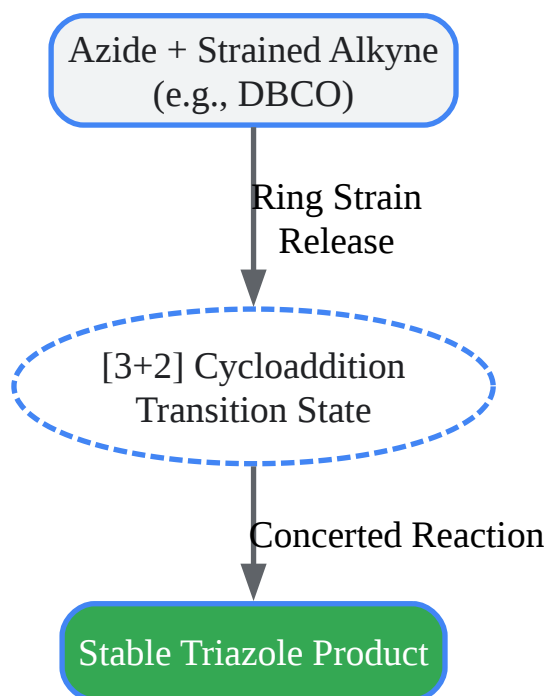 Azide + Strained Alkyne
(e.g., DBCO)
Ring Strain
Release
[3+2] Cycloaddition
Transition State
Concerted Reaction
Stable Triazole Product